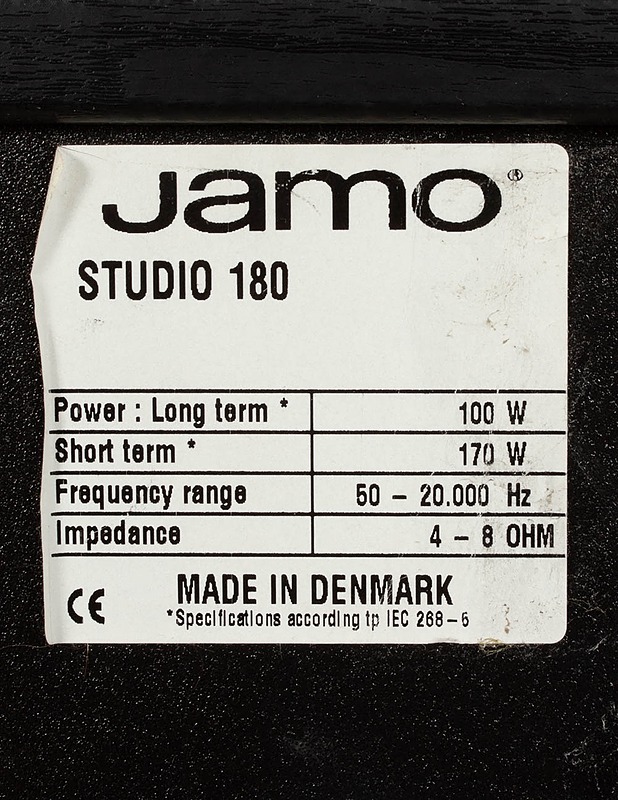 Jamo®
STUDIO 180
Power : Long term * 100 W
Short term * 170 W
Frequency range 50 – 20.000 Hz
Impedance 4 – 8 OHM
CE MADE IN DENMARK
*Specifications according tp IEC 268–5